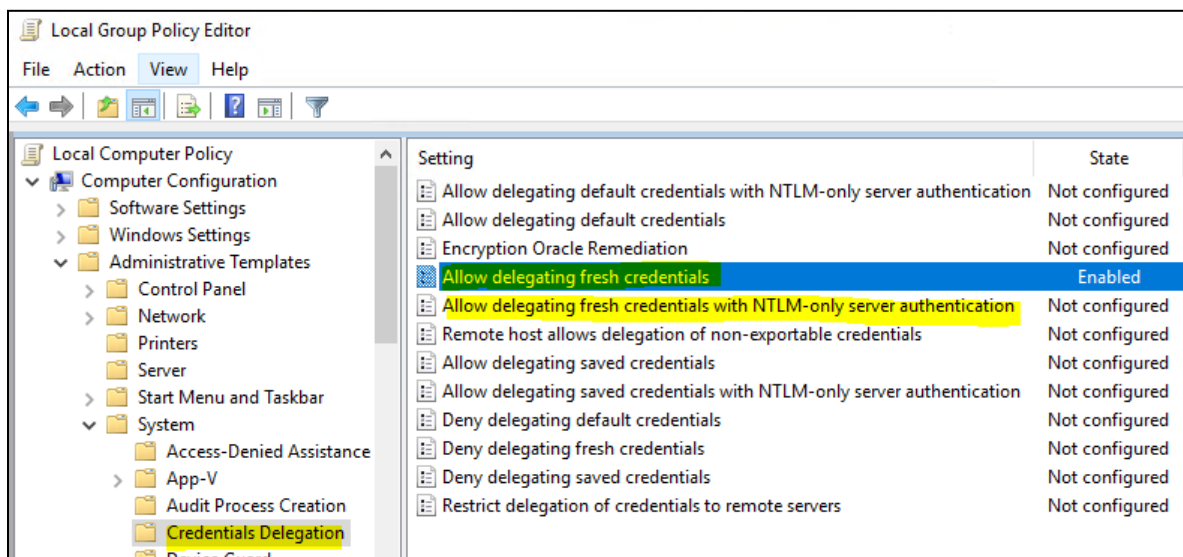 Local Group Policy Editor
File Action View Help
Local Computer Policy
Computer Configuration
Software Settings
Windows Settings
Administrative Templates
Control Panel
Network
Printers
Server
Start Menu and Taskbar
System
Access-Denied Assistance
App-V
Audit Process Creation
Credentials Delegation
Device Guard
Setting State
Allow delegating default credentials with NTLM-only server authentication Not configured
Allow delegating default credentials Not configured
Encryption Oracle Remediation Not configured
Allow delegating fresh credentials Enabled
Allow delegating fresh credentials with NTLM-only server authentication Not configured
Remote host allows delegation of non-exportable credentials Not configured
Allow delegating saved credentials Not configured
Allow delegating saved credentials with NTLM-only server authentication Not configured
Deny delegating default credentials Not configured
Deny delegating fresh credentials Not configured
Deny delegating saved credentials Not configured
Restrict delegation of credentials to remote servers Not configured